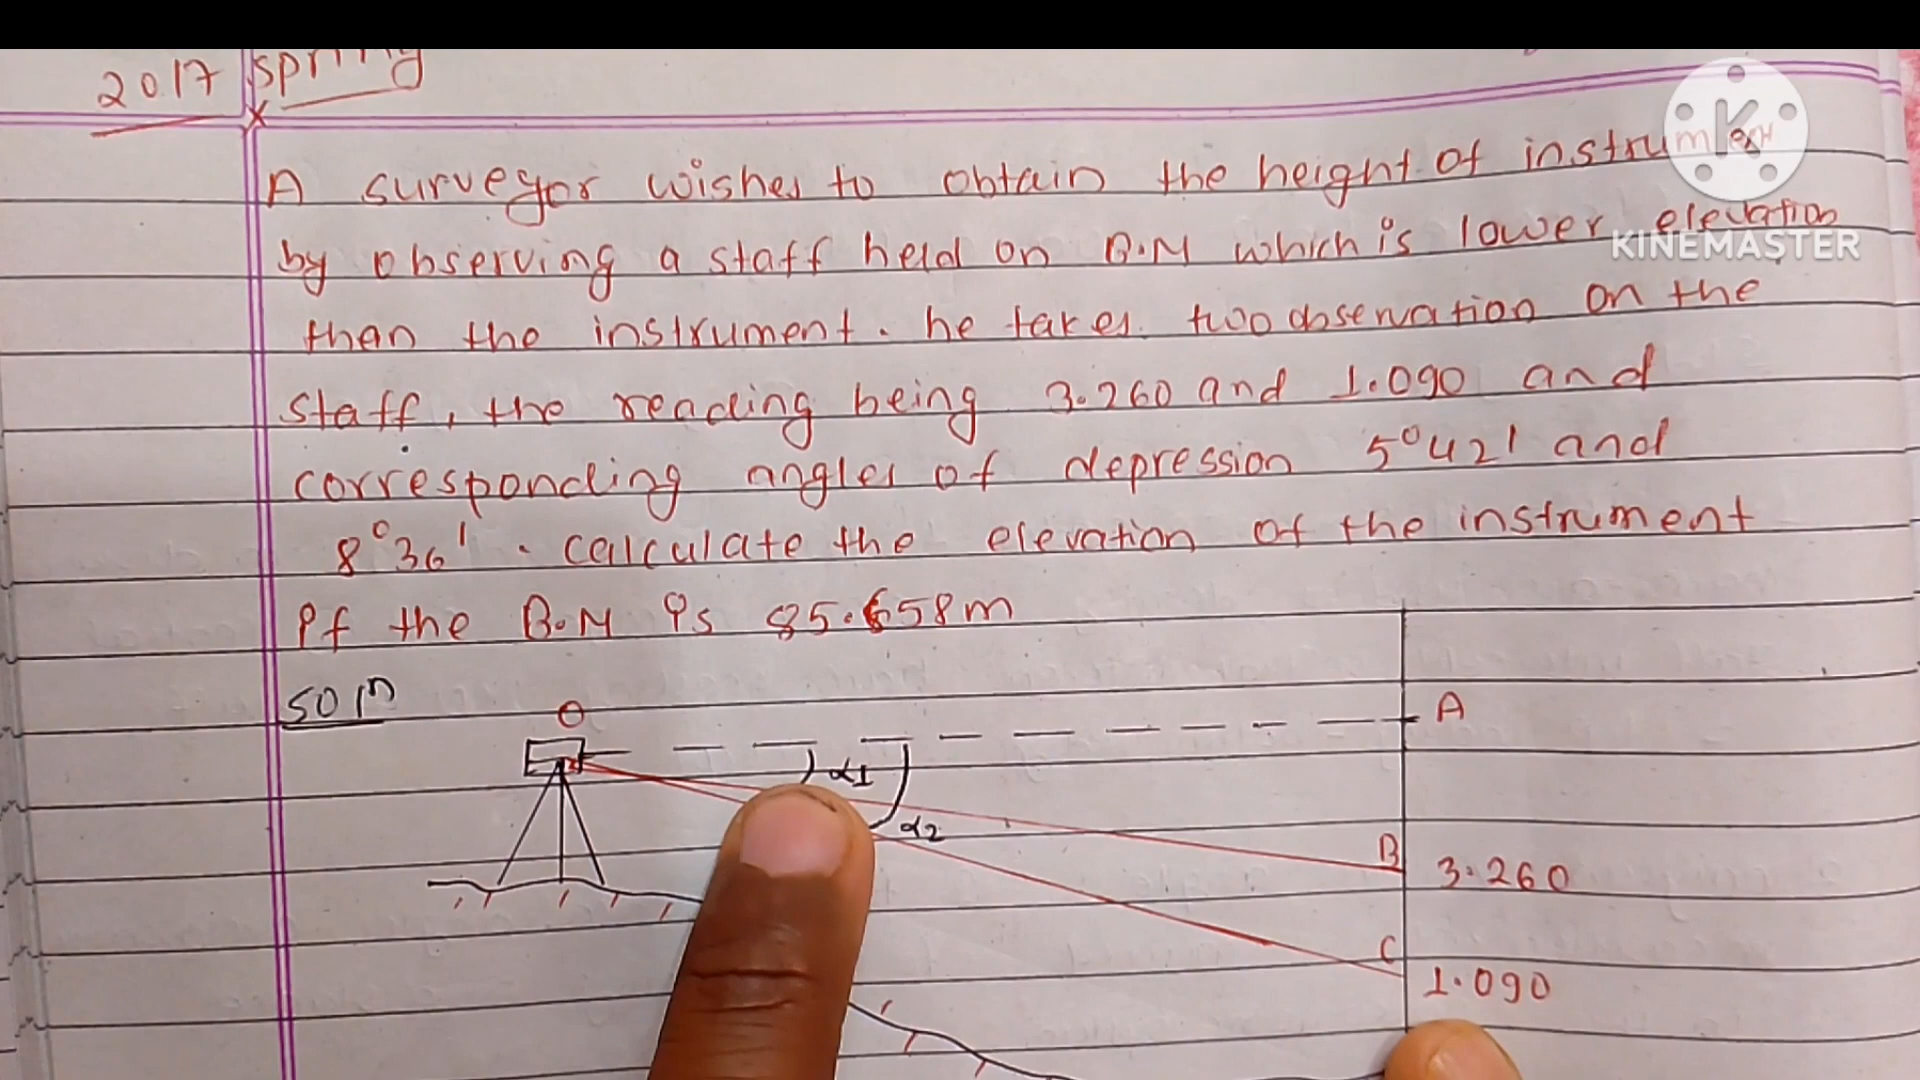 2017 spring
A surveyor wishes to obtain the height of instrument
by observing a staff held on B.M which is lower elevation
than the instrument. he takes two observation on the
staff, the reading being 3.260 and 1.090 and
corresponding angles of depression 5°42' and
8°36'. calculate the elevation of the instrument
if the B.M is 85.658m
soln
O
A
α1
α2
B 3.260
C 1.090
K
KINEMASTER